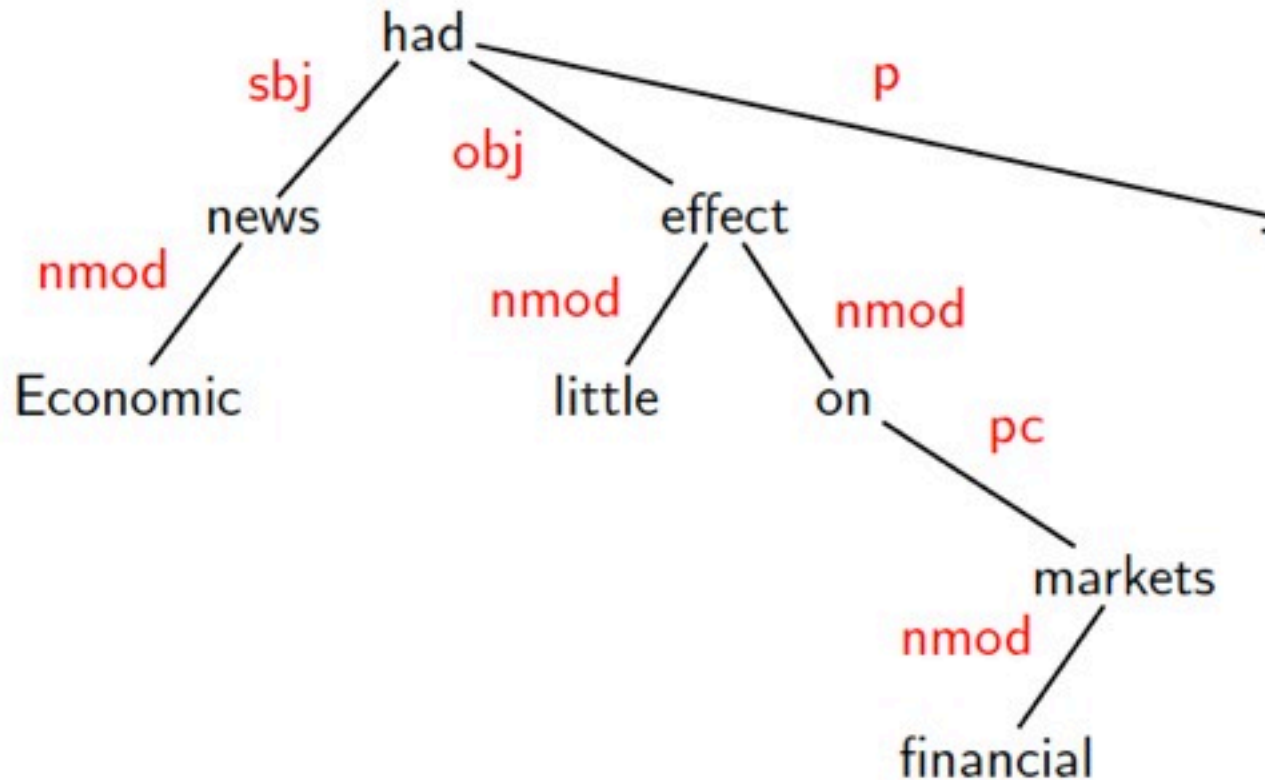 had
sbj p
obj
news effect
nmod nmod nmod
Economic little on
pc
markets
nmod
financial